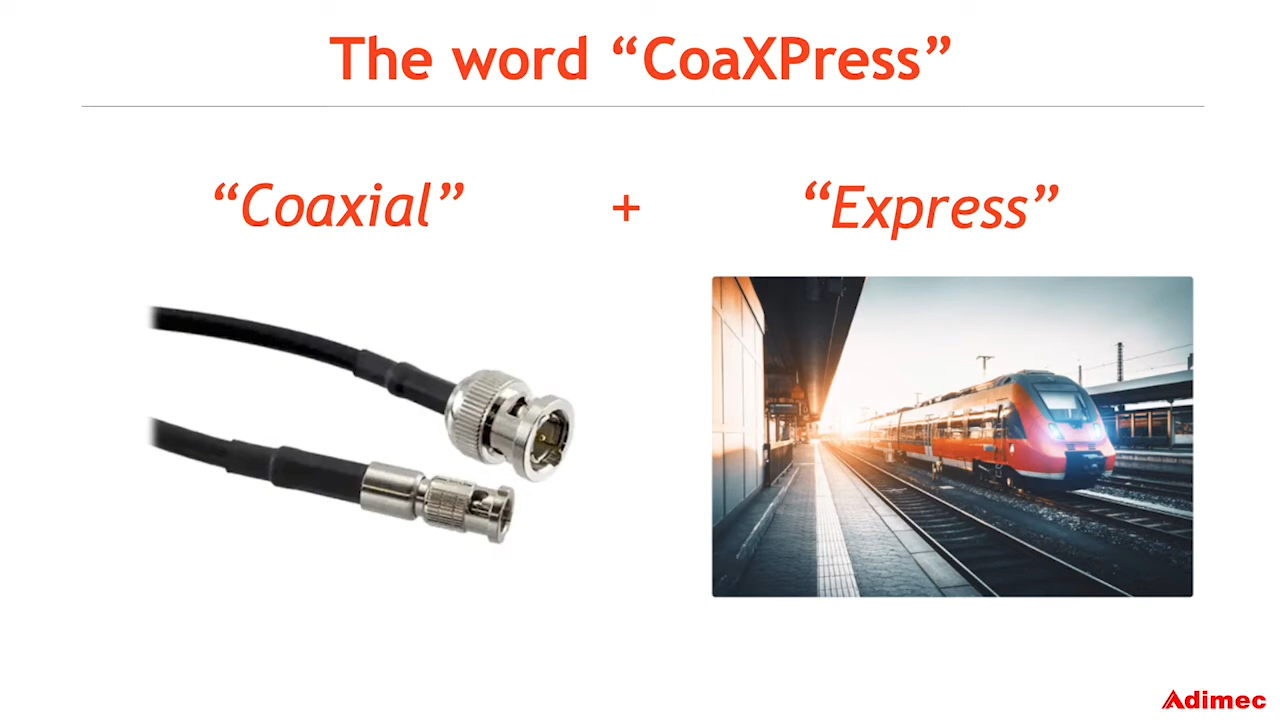 The word “CoaXPress”
“Coaxial” + “Express”
Adimec